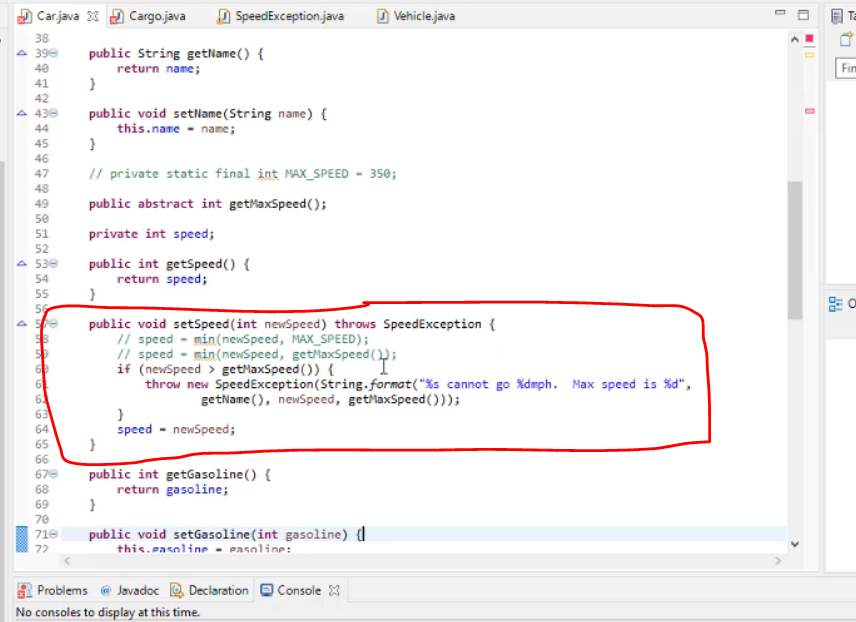 Car.java Cargo.java SpeedException.java Vehicle.java
38
39 public String getName() {
40 return name;
41 }
42
43 public void setName(String name) {
44 this.name = name;
45 }
46
47 // private static final int MAX_SPEED = 350;
48
49 public abstract int getMaxSpeed();
50
51 private int speed;
52
53 public int getSpeed() {
54 return speed;
55 }
56
57 public void setSpeed(int newSpeed) throws SpeedException {
58 // speed = min(newSpeed, MAX_SPEED);
59 // speed = min(newSpeed, getMaxSpeed());
60 if (newSpeed > getMaxSpeed()) {
61 throw new SpeedException(String.format("%s cannot go %dmph.  Max speed is %d",
62 getName(), newSpeed, getMaxSpeed()));
63 }
64 speed = newSpeed;
65 }
66
67 public int getGasoline() {
68 return gasoline;
69 }
70
71 public void setGasoline(int gasoline) {
72 this.gasoline = gasoline;
Problems Javadoc Declaration Console
No consoles to display at this time.